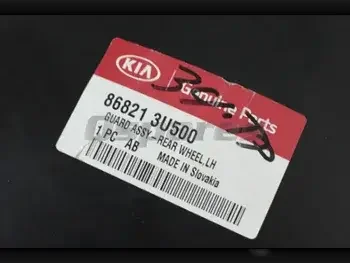 KIA
Genuine Parts
86821 3U500
GUARD ASSY-REAR WHEEL, LH
1 PC AB
MADE IN Slovakia